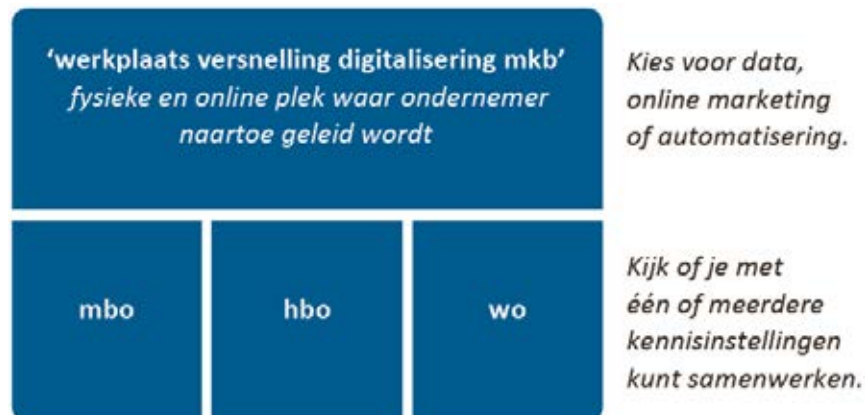 ‘werkplaats versnelling digitalisering mkb’
fysieke en online plek waar ondernemer
naartoe geleid wordt
Kies voor data,
online marketing
of automatisering.
mbo
hbo
wo
Kijk of je met
één of meerdere
kennisinstellingen
kunt samenwerken.